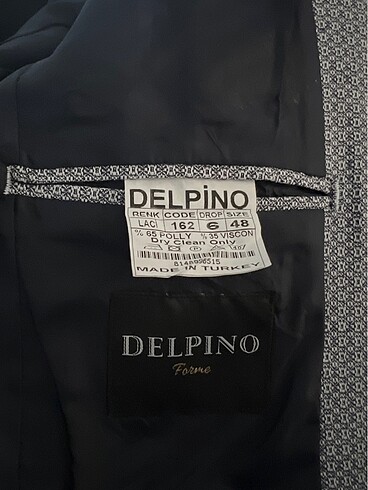 DELPİNO
RENK CODE DROP SIZE
LACİ 162 6 48
% 65 POLLY % 35 VISCON
Dry Clean Only
MADE IN TURKEY
DELPINO
Forme